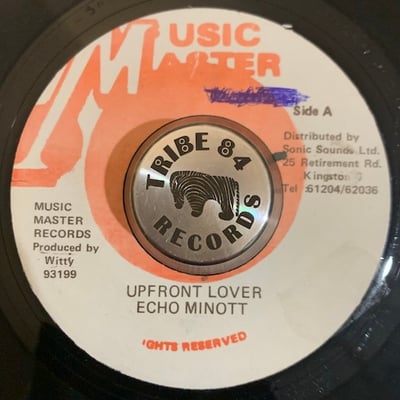 MUSIC
MASTER
Side A
Distributed by
Sonic Sounds Ltd.
25 Retirement Rd.
Kingston
Tel :61204/62036
TRIBE 84
RECORDS
MUSIC
MASTER
RECORDS
Produced by
Witty
93199
UPFRONT LOVER
ECHO MINOTT
IGHTS RESERVED